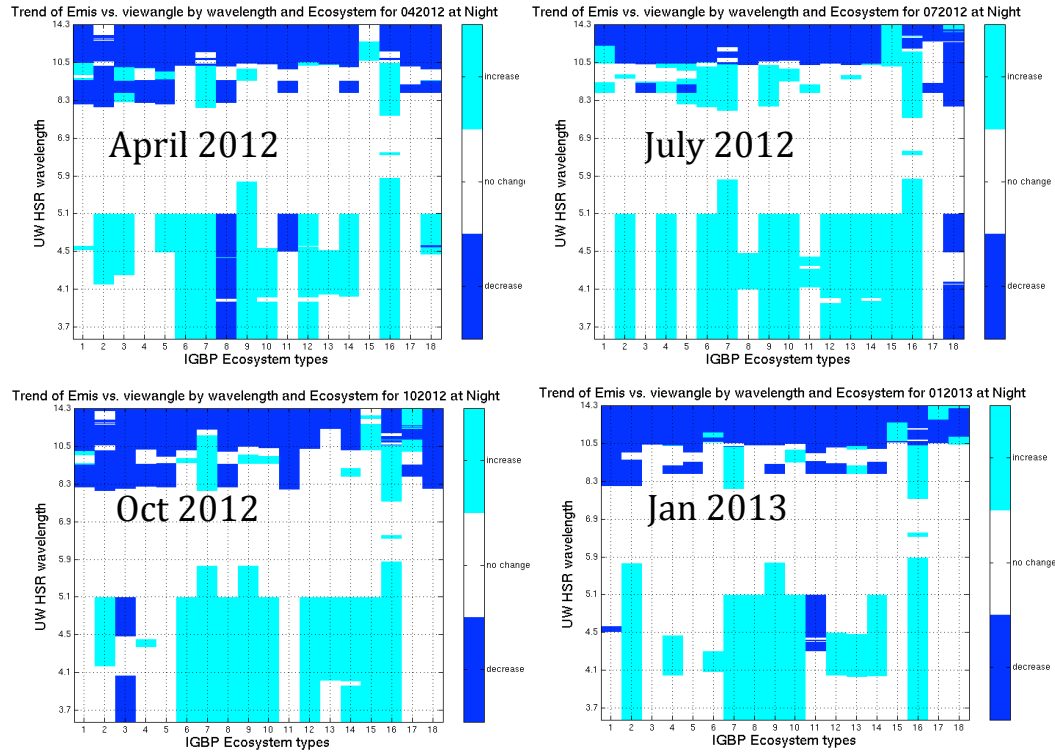 Trend of Emis vs. viewangle by wavelength and Ecosystem for 042012 at Night
14.3
10.5
8.3
6.9
5.9
5.1
4.5
4.1
3.7
UW HSR wavelength
April 2012
1 2 3 4 5 6 7 8 9 10 11 12 13 14 15 16 17 18
IGBP Ecosystem types
increase
no change
decrease
Trend of Emis vs. viewangle by wavelength and Ecosystem for 072012 at Night
14.3
10.5
8.3
6.9
5.9
5.1
4.5
4.1
3.7
UW HSR wavelength
July 2012
1 2 3 4 5 6 7 8 9 10 11 12 13 14 15 16 17 18
IGBP Ecosystem types
increase
no change
decrease
Trend of Emis vs. viewangle by wavelength and Ecosystem for 102012 at Night
14.3
10.5
8.3
6.9
5.9
5.1
4.5
4.1
3.7
UW HSR wavelength
Oct 2012
1 2 3 4 5 6 7 8 9 10 11 12 13 14 15 16 17 18
IGBP Ecosystem types
increase
no change
decrease
Trend of Emis vs. viewangle by wavelength and Ecosystem for 012013 at Night
14.3
10.5
8.3
6.9
5.9
5.1
4.5
4.1
3.7
UW HSR wavelength
Jan 2013
1 2 3 4 5 6 7 8 9 10 11 12 13 14 15 16 17 18
IGBP Ecosystem types
increase
no change
decrease